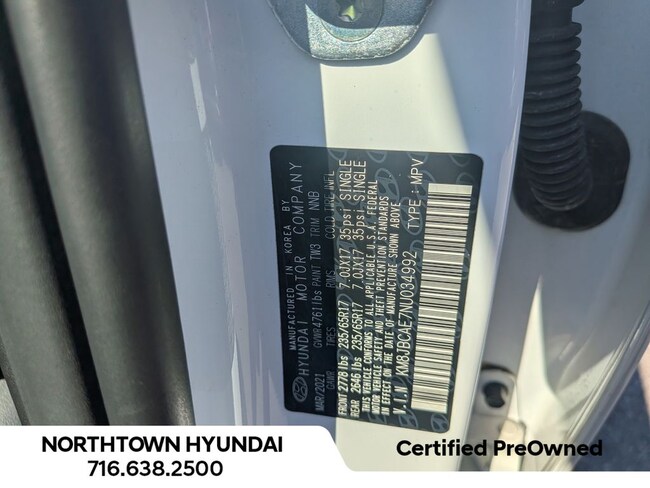 MANUFACTURED IN KOREA BY
HYUNDAI MOTOR COMPANY
MAR/2021 GVWR 4761lbs PAINT TW3 TRIM NNB
GAWR TIRES RIMS COLD TIRE INFL
FRONT 2778 lbs 235/65R17 7.0JX17 35psi SINGLE
REAR 2646 lbs 235/65R17 7.0JX17 35psi SINGLE
THIS VEHICLE CONFORMS TO ALL APPLICABLE U.S.A. FEDERAL
MOTOR VEHICLE SAFETY AND THEFT PREVENTION STANDARDS
IN EFFECT ON THE DATE OF MANUFACTURE SHOWN ABOVE
V.I.N KM8JBCAE7NU034992 TYPE : MPV
NORTHTOWN HYUNDAI
716.638.2500
Certified PreOwned